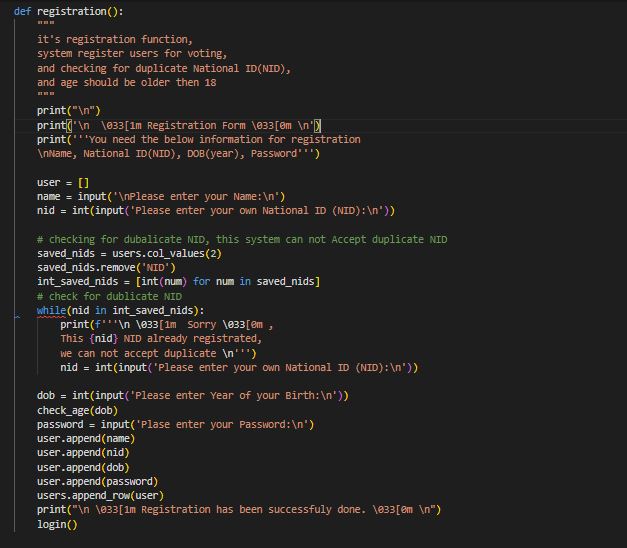 def registration():
    """
    it's registration function,
    system register users for voting,
    and checking for duplicate National ID(NID),
    and age should be older then 18
    """
    print("\n")
    print('\n  \033[1m Registration Form \033[0m \n')
    print('''You need the below information for registration
    \nName, National ID(NID), DOB(year), Password''')

    user = []
    name = input('\nPlease enter your Name:\n')
    nid = int(input('Please enter your own National ID (NID):\n'))

    # checking for dubalicate NID, this system can not Accept duplicate NID
    saved_nids = users.col_values(2)
    saved_nids.remove('NID')
    int_saved_nids = [int(num) for num in saved_nids]
    # check for dublicate NID
    while(nid in int_saved_nids):
        print(f'''\n \033[1m  Sorry \033[0m ,
        This {nid} NID already registrated,
        we can not accept duplicate \n''')
        nid = int(input('Please enter your own National ID (NID):\n'))

    dob = int(input('Please enter Year of your Birth:\n'))
    check_age(dob)
    password = input('Plase enter your Password:\n')
    user.append(name)
    user.append(nid)
    user.append(dob)
    user.append(password)
    users.append_row(user)
    print("\n \033[1m Registration has been successfuly done. \033[0m \n")
    login()